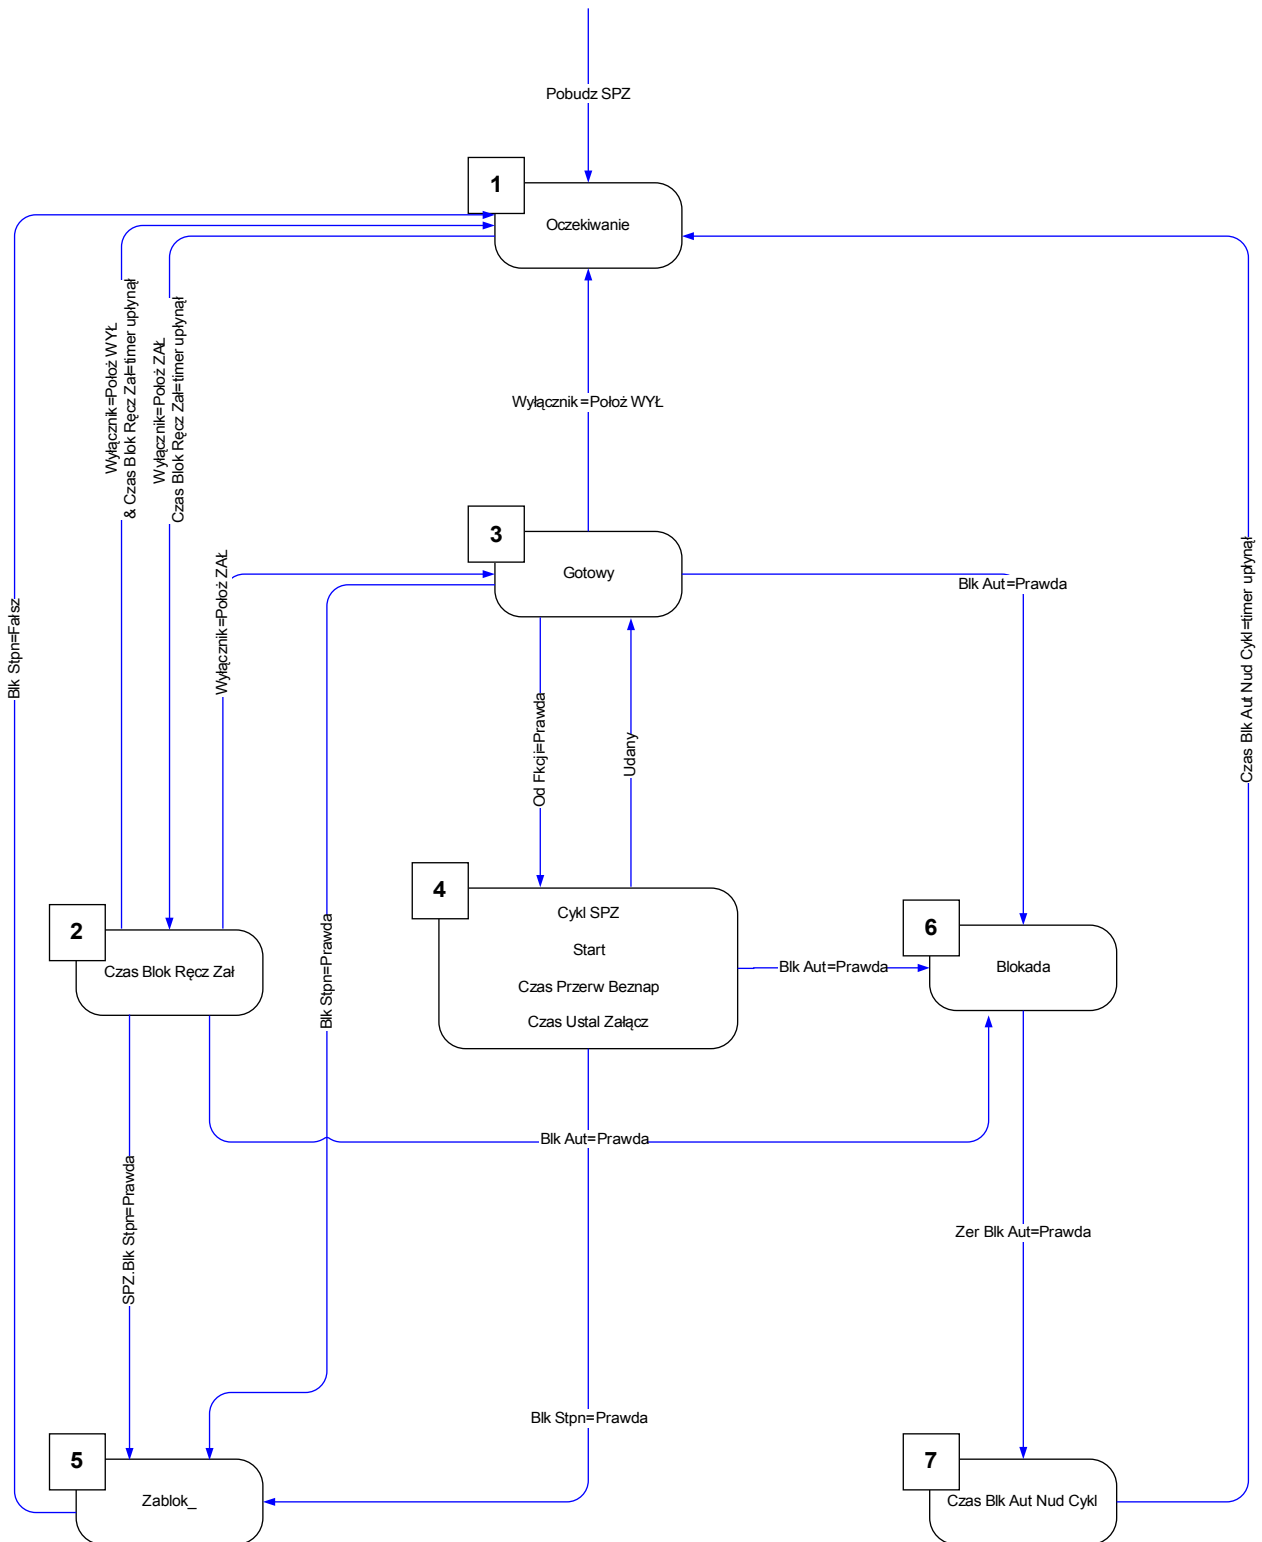 Pobudz SPZ
1
Oczekiwanie
Wyłącznik=Położ WYŁ
& Czas Blok Ręcz Zał=timer upłynął
Wyłącznik=Położ ZAŁ
Czas Blok Ręcz Zał=timer upłynął
Wyłącznik=Położ WYŁ
3
Gotowy
Blk Aut=Prawda
Wyłącznik=Położ ZAŁ
Blk Stpn=Fałsz
Czas Blk Aut Nud Cykl=timer upłynął
Od Fkcji=Prawda
Udany
4
Cykl SPZ
Start
Czas Przerw Beznap
Czas Ustal Załącz
2
Czas Blok Ręcz Zał
Blk Stpn=Prawda
Blk Aut=Prawda
6
Blokada
Blk Aut=Prawda
SPZ.Blk Stpn=Prawda
Zer Blk Aut=Prawda
Blk Stpn=Prawda
5
Zablok_
7
Czas Blk Aut Nud Cykl